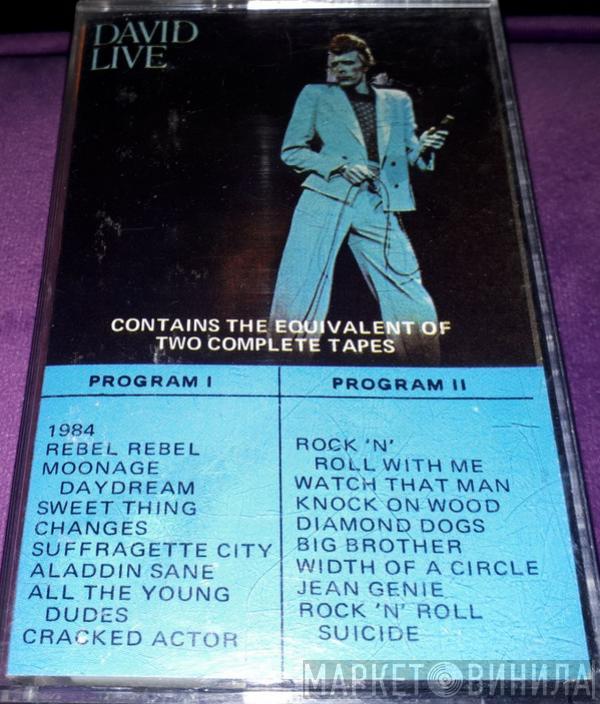 DAVID
LIVE
CONTAINS THE EQUIVALENT OF
TWO COMPLETE TAPES
PROGRAM I
1984
REBEL REBEL
MOONAGE
DAYDREAM
SWEET THING
CHANGES
SUFFRAGETTE CITY
ALADDIN SANE
ALL THE YOUNG
DUDES
CRACKED ACTOR
PROGRAM II
ROCK 'N'
ROLL WITH ME
WATCH THAT MAN
KNOCK ON WOOD
DIAMOND DOGS
BIG BROTHER
WIDTH OF A CIRCLE
JEAN GENIE
ROCK 'N' ROLL
SUICIDE
МАРКЕТ ВИНИЛА